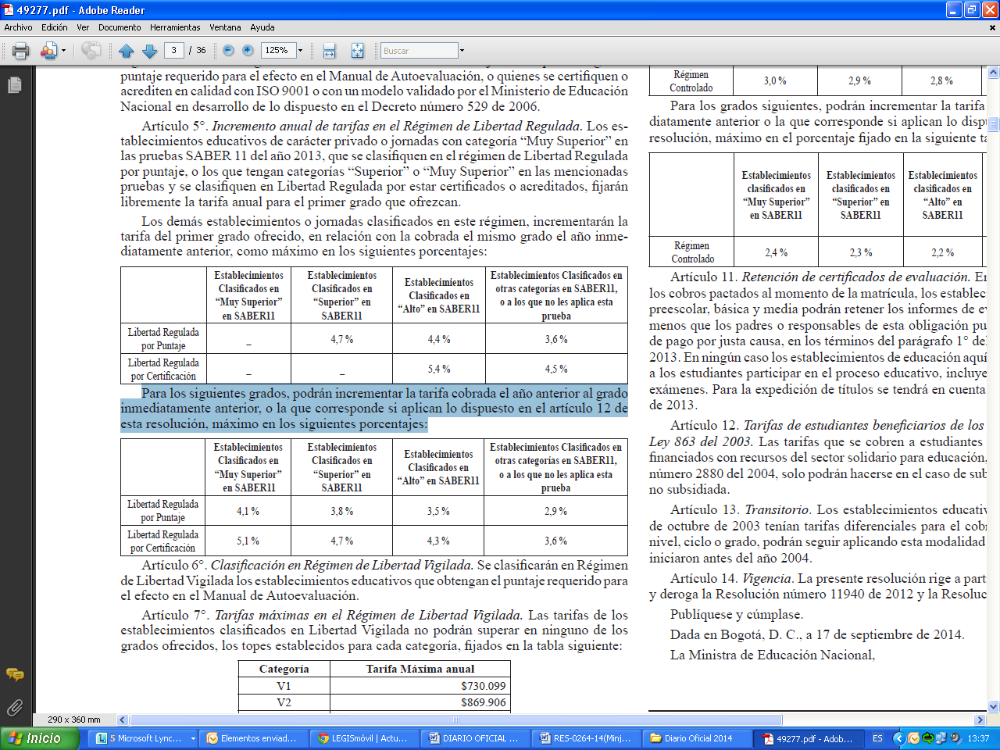 49277.pdf - Adobe Reader
Archivo Edición Ver Documento Herramientas Ventana Ayuda
3 / 36 125% Buscar
puntaje requerido para el efecto en el Manual de Autoevaluación, o quienes se certifiquen o
acrediten en calidad con ISO 9001 o con un modelo validado por el Ministerio de Educación
Nacional en desarrollo de lo dispuesto en el Decreto número 529 de 2006.
Artículo 5°. Incremento anual de tarifas en el Régimen de Libertad Regulada. Los es-
tablecimientos educativos de carácter privado o jornadas con categoría “Muy Superior” en
las pruebas SABER 11 del año 2013, que se clasifiquen en el régimen de Libertad Regulada
por puntaje, o los que tengan categorías “Superior” o “Muy Superior” en las mencionadas
pruebas y se clasifiquen en Libertad Regulada por estar certificados o acreditados, fijarán
libremente la tarifa anual para el primer grado que ofrezcan.
Los demás establecimientos o jornadas clasificados en este régimen, incrementarán la
tarifa del primer grado ofrecido, en relación con la cobrada el mismo grado el año inme-
diatamente anterior, como máximo en los siguientes porcentajes:
Establecimientos Clasificados en “Muy Superior” en SABER11
Establecimientos Clasificados en “Superior” en SABER11
Establecimientos Clasificados en “Alto” en SABER11
Establecimientos Clasificados en otras categorías en SABER11, o a los que no les aplica esta prueba
Libertad Regulada por Puntaje – 4,7 % 4,4 % 3,6 %
Libertad Regulada por Certificación – – 5,4 % 4,5 %
Para los siguientes grados, podrán incrementar la tarifa cobrada el año anterior al grado
inmediatamente anterior, o la que corresponde si aplican lo dispuesto en el artículo 12 de
esta resolución, máximo en los siguientes porcentajes:
Establecimientos Clasificados en “Muy Superior” en SABER11
Establecimientos Clasificados en “Superior” en SABER11
Establecimientos Clasificados en “Alto” en SABER11
Establecimientos Clasificados en otras categorías en SABER11, o a los que no les aplica esta prueba
Libertad Regulada por Puntaje 4,1 % 3,8 % 3,5 % 2,9 %
Libertad Regulada por Certificación 5,1 % 4,7 % 4,3 % 3,6 %
Artículo 6°. Clasificación en Régimen de Libertad Vigilada. Se clasificarán en Régimen
de Libertad Vigilada los establecimientos educativos que obtengan el puntaje requerido para
el efecto en el Manual de Autoevaluación.
Artículo 7°. Tarifas máximas en el Régimen de Libertad Vigilada. Las tarifas de los
establecimientos clasificados en Libertad Vigilada no podrán superar en ninguno de los
grados ofrecidos, los topes establecidos para cada categoría, fijados en la tabla siguiente:
Categoría Tarifa Máxima anual
V1 $730.099
V2 $869.906
Régimen Controlado 3,0 % 2,9 % 2,8 %
Para los grados siguientes, podrán incrementar la tarifa
diatamente anterior o la que corresponde si aplican lo disp
resolución, máximo en el porcentaje fijado en la siguiente ta
Establecimientos clasificados en “Muy Superior” en SABER11
Establecimientos clasificados en “Superior” en SABER11
Establecimientos clasificados en “Alto” en SABER11
Régimen Controlado 2,4 % 2,3 % 2,2 %
Artículo 11. Retención de certificados de evaluación. En
los cobros pactados al momento de la matrícula, los estableci
preescolar, básica y media podrán retener los informes de ev
menos que los padres o responsables de esta obligación pu
de pago por justa causa, en los términos del parágrafo 1° del
2013. En ningún caso los establecimientos de educación aquí
a los estudiantes participar en el proceso educativo, incluye
exámenes. Para la expedición de títulos se tendrá en cuenta
de 2013.
Artículo 12. Tarifas de estudiantes beneficiarios de los
Ley 863 del 2003. Las tarifas que se cobren a estudiantes
financiados con recursos del sector solidario para educación,
número 2880 del 2004, solo podrán hacerse en el caso de sub
no subsidiada.
Artículo 13. Transitorio. Los establecimientos educativ
de octubre de 2003 tenían tarifas diferenciales para el cob
nivel, ciclo o grado, podrán seguir aplicando esta modalidad
iniciaron antes del año 2004.
Artículo 14. Vigencia. La presente resolución rige a parti
y deroga la Resolución número 11940 de 2012 y la Resoluc
Publíquese y cúmplase.
Dada en Bogotá, D. C., a 17 de septiembre de 2014.
La Ministra de Educación Nacional,
290 x 360 mm
Inicio 5 Microsoft Lync... Elementos enviad... LEGISmóvil | Actu... DIARIO OFICIAL ... RES-0264-14(Minj... Diario Oficial 2014 49277.pdf - Adob... ES 13:37